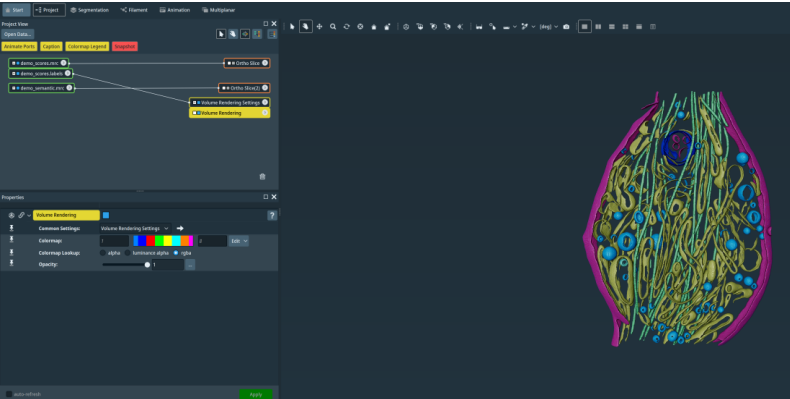 Start Project Segmentation Filament Animation Multiplanar
Project View
Open Data...
Animate Ports Caption Colormap Legend Snapshot
demo_scores.mrc Ortho Slice
demo_scores.labels
demo_semantic.mrc Ortho Slice(2)
Volume Rendering Settings
Volume Rendering
Properties
Volume Rendering ?
Common Settings: Volume Rendering Settings
Colormap: 1 8 Edit
Colormap Lookup: alpha luminance alpha rgba
Opacity: 1 ...
auto-refresh Apply